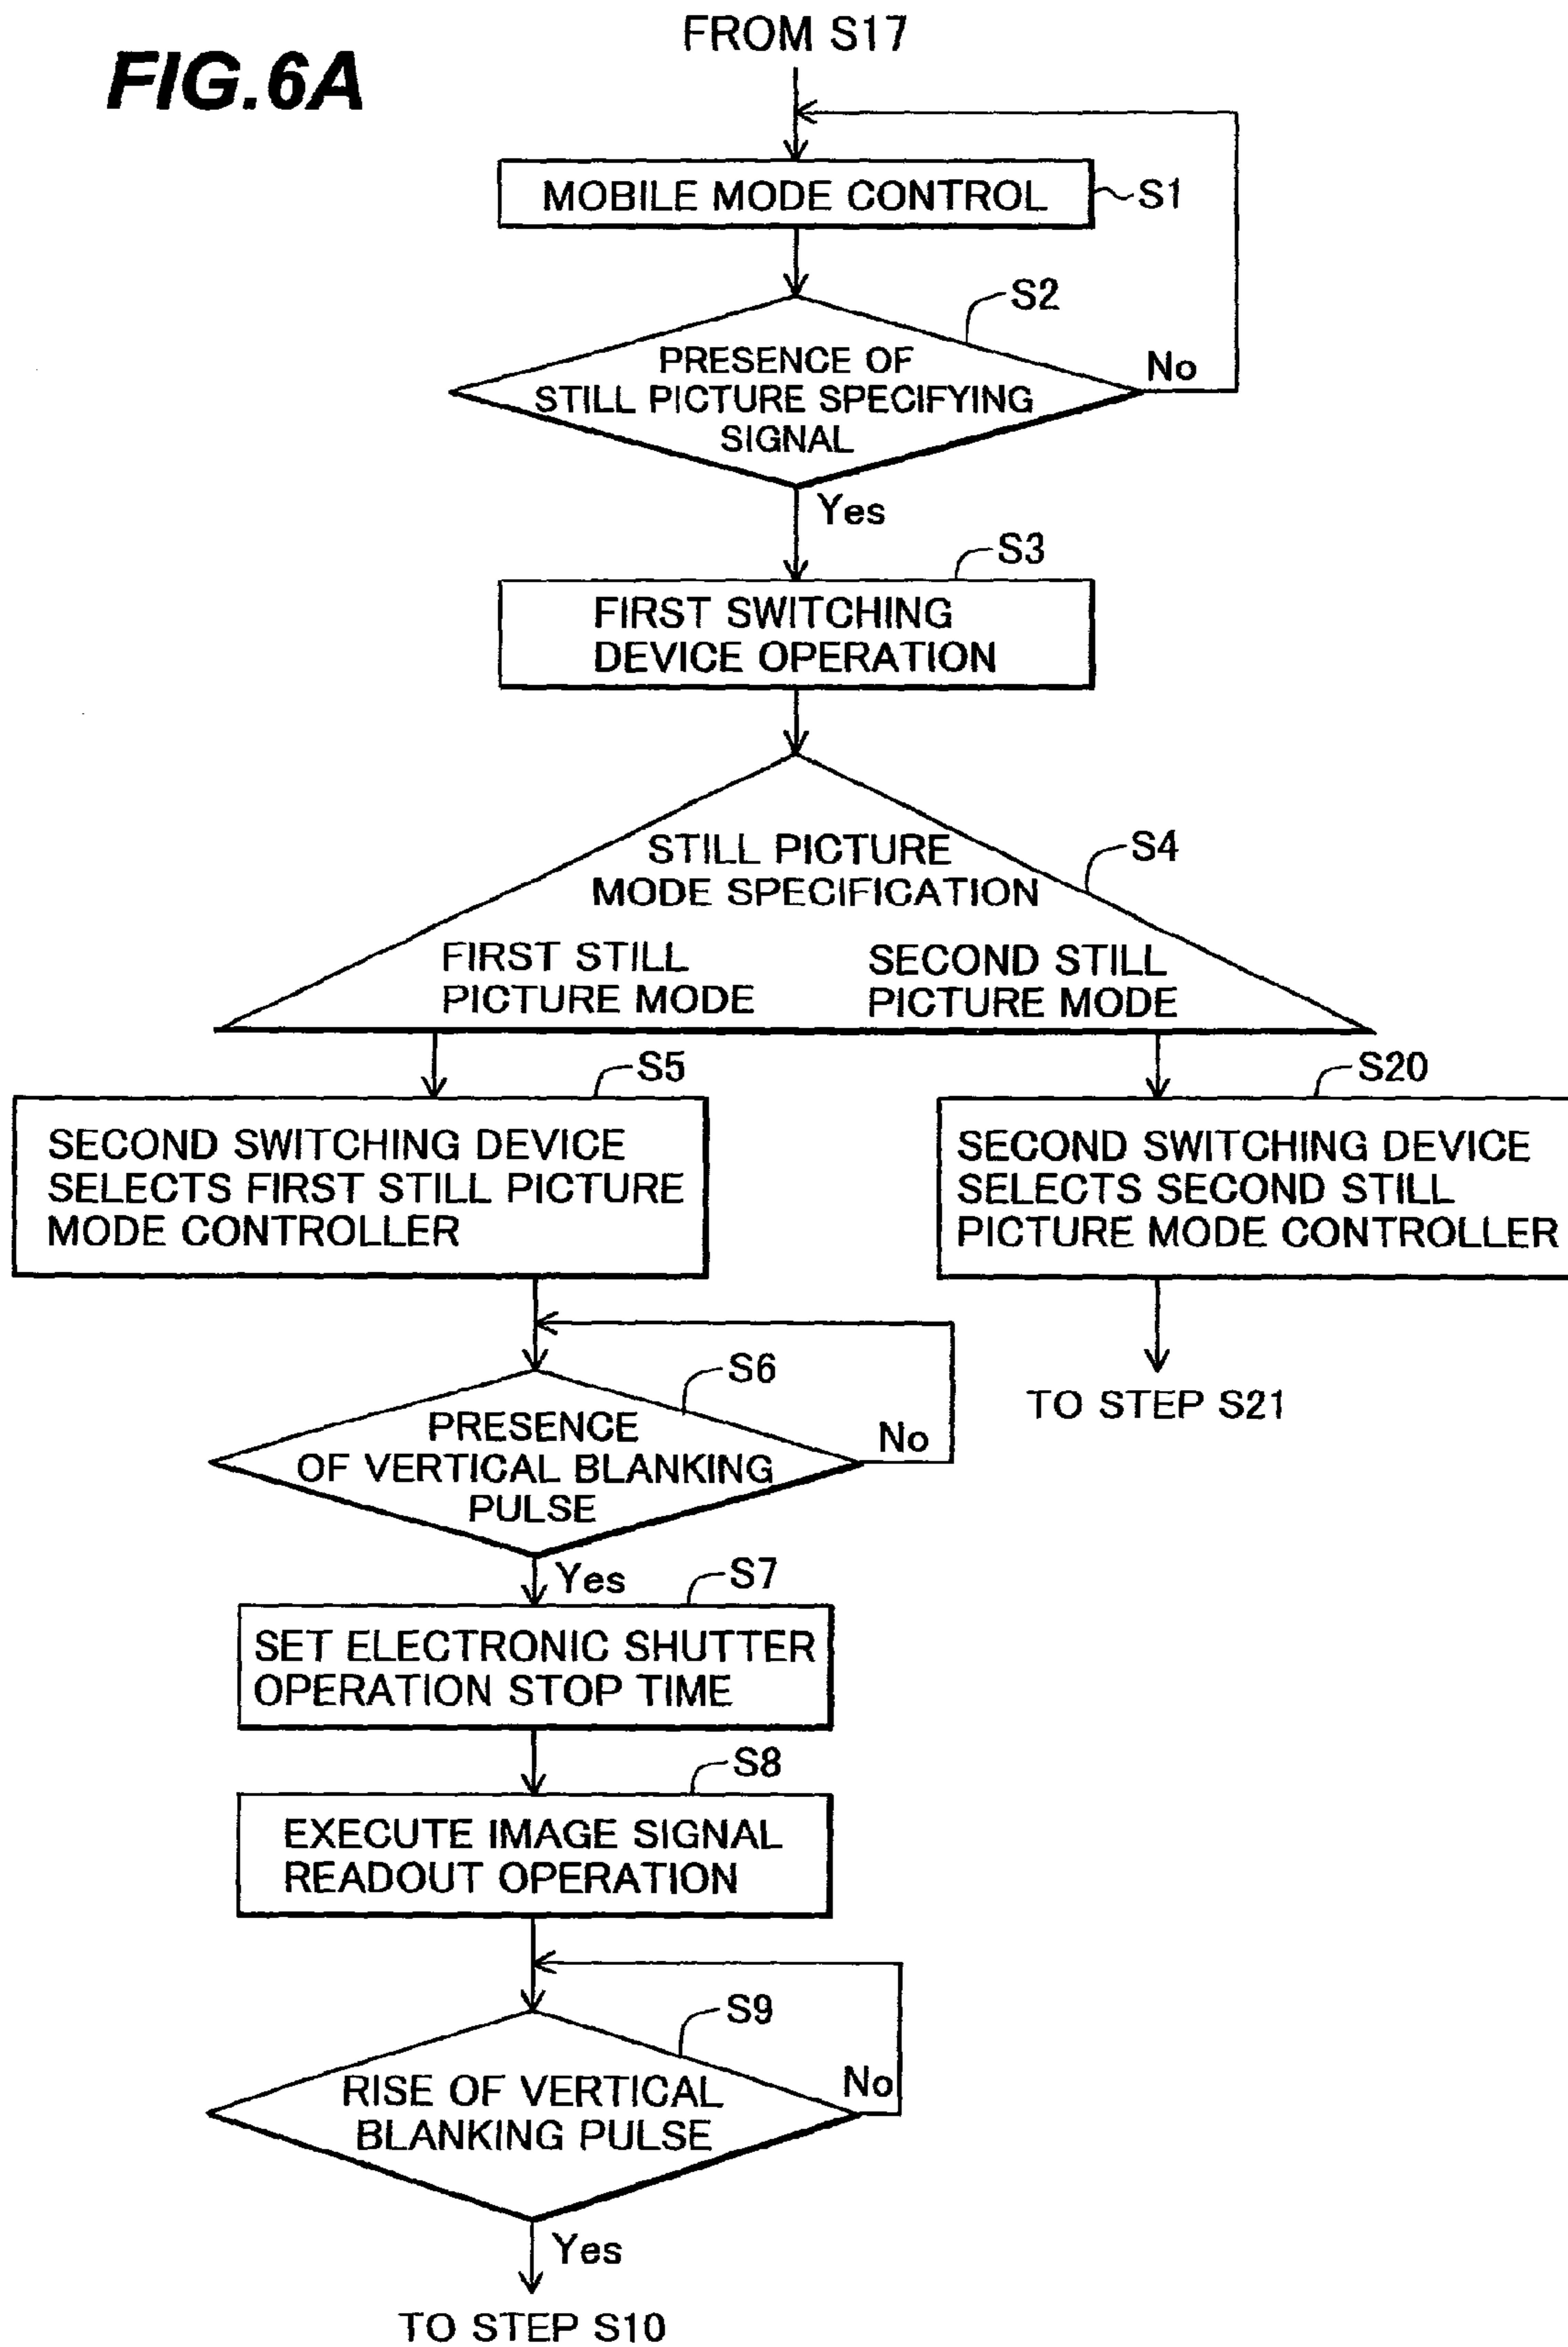 FIG.6A
FROM S17
MOBILE MODE CONTROL
S1
S2
PRESENCE OF
STILL PICTURE SPECIFYING
SIGNAL
No
Yes
S3
FIRST SWITCHING
DEVICE OPERATION
S4
STILL PICTURE
MODE SPECIFICATION
FIRST STILL
PICTURE MODE
SECOND STILL
PICTURE MODE
S5
SECOND SWITCHING DEVICE
SELECTS FIRST STILL PICTURE
MODE CONTROLLER
S20
SECOND SWITCHING DEVICE
SELECTS SECOND STILL
PICTURE MODE CONTROLLER
TO STEP S21
S6
PRESENCE
OF VERTICAL BLANKING
PULSE
No
Yes
S7
SET ELECTRONIC SHUTTER
OPERATION STOP TIME
S8
EXECUTE IMAGE SIGNAL
READOUT OPERATION
S9
RISE OF VERTICAL
BLANKING PULSE
No
Yes
TO STEP S10